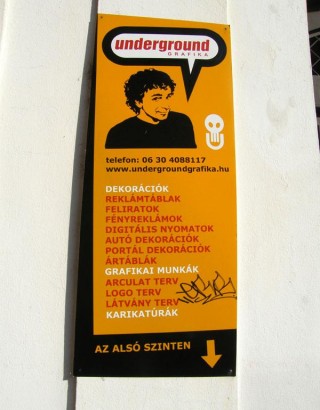 underground
GRAFIKA
telefon: 06 30 4088117
www.undergroundgrafika.hu
DEKORÁCIÓK
REKLÁMTÁBLAK
FELIRATOK
FÉNYREKLÁMOK
DIGITÁLIS NYOMATOK
AUTÓ DEKORÁCIÓK
PORTÁL DEKORÁCIÓK
ÁRTÁBLÁK
GRAFIKAI MUNKÁK
ARCULAT TERV
LOGO TERV
LÁTVÁNY TERV
KARIKATÚRÁK
AZ ALSÓ SZINTEN